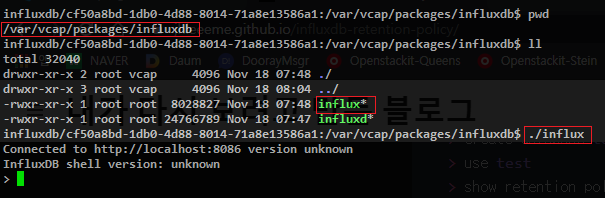 influxdb/cf50a8bd-1db0-4d88-8014-71a8e13586a1:/var/vcap/packages/influxdb$ pwd
/var/vcap/packages/influxdb
eeme.github.io/influxdb-retention-policy/
influxdb/cf50a8bd-1db0-4d88-8014-71a8e13586a1:/var/vcap/packages/influxdb$ ll
total 32040
NAVER Daum DoorayMsgr Openstackit-Queens Openstackit-Stein
drwxr-xr-x 2 root vcap 4096 Nov 18 07:48 ./
drwxr-xr-x 3 root vcap 4096 Nov 18 08:04 ../
-rwxr-xr-x 1 root root 8028827 Nov 18 07:48 influx*
블로그
-rwxr-xr-x 1 root root 24766789 Nov 18 07:47 influxd*
influxdb/cf50a8bd-1db0-4d88-8014-71a8e13586a1:/var/vcap/packages/influxdb$ ./influx
Connected to http://localhost:8086 version unknown
InfluxDB shell version: unknown
> use test
>
> show retention pol